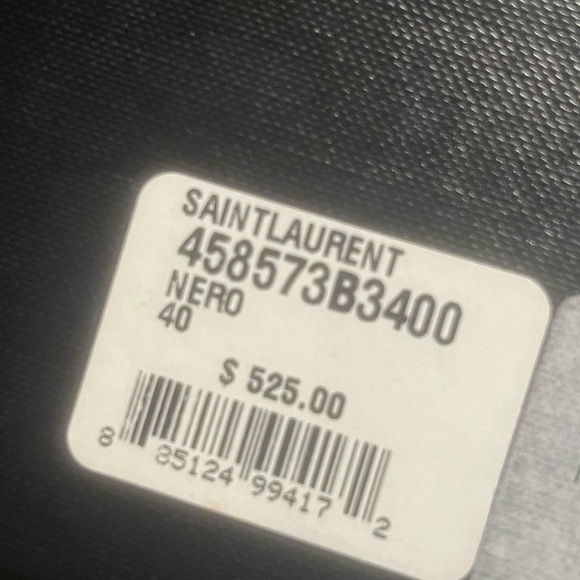 SAINTLAURENT
458573B3400
NERO
40
$ 525.00
8 85124 99417 2